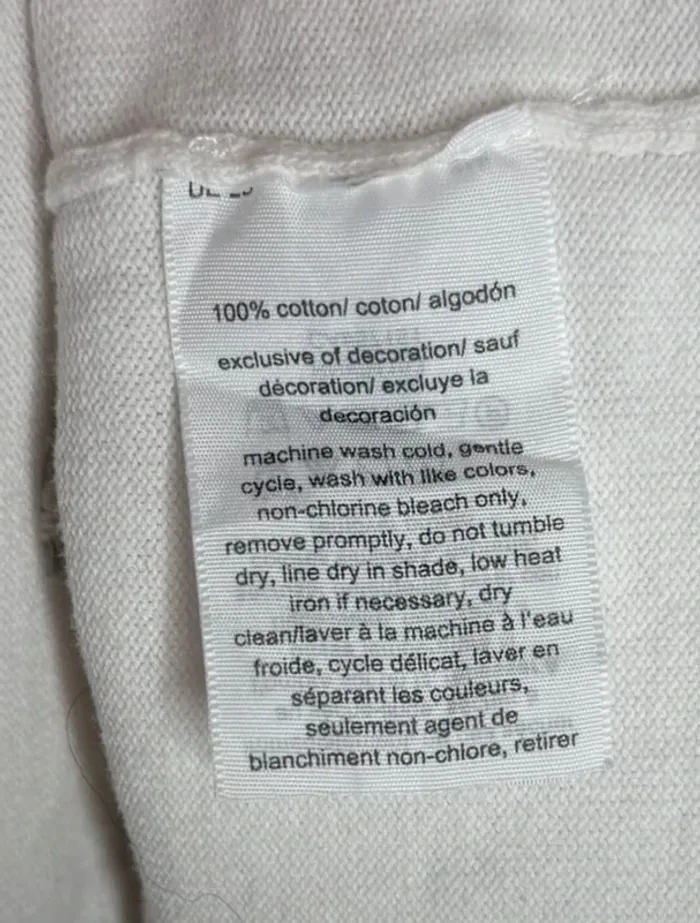 100% cotton/ coton/ algodón
exclusive of decoration/ sauf
décoration/ excluye la
decoración
machine wash cold, gentle
cycle, wash with like colors,
non-chlorine bleach only,
remove promptly, do not tumble
dry, line dry in shade, low heat
iron if necessary, dry
clean/laver à la machine à l'eau
froide, cycle délicat, laver en
séparant les couleurs,
seulement agent de
blanchiment non-chlore, retirer